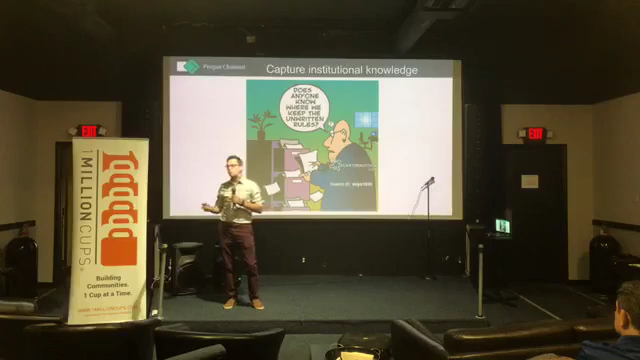 Capture institutional knowledge
DOES
ANYONE
KNOW
WHERE WE
KEEP THE
UNWRITTEN
RULES?
EXIT
EXIT
1 MILLION CUPS
Building
Communities.
1 Cup at a Time.